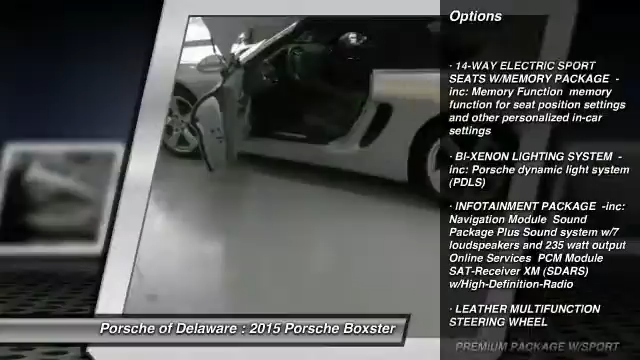 Options
· 14-WAY ELECTRIC SPORT
SEATS W/MEMORY PACKAGE -
inc: Memory Function memory
function for seat position settings
and other personalized in-car
settings
· BI-XENON LIGHTING SYSTEM -
inc: Porsche dynamic light system
(PDLS)
· INFOTAINMENT PACKAGE -inc:
Navigation Module Sound
Package Plus Sound system w/7
loudspeakers and 235 watt output
Online Services PCM Module
SAT-Receiver XM (SDARS)
w/High-Definition-Radio
· LEATHER MULTIFUNCTION
STEERING WHEEL
PREMIUM PACKAGE W/SPORT
Porsche of Delaware : 2015 Porsche Boxster